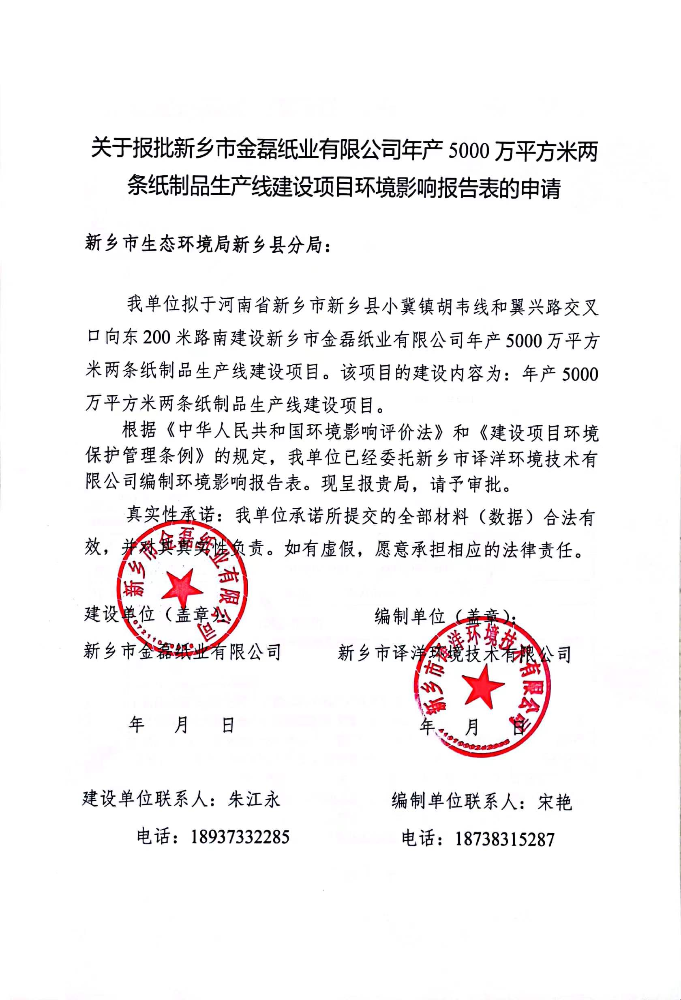 关于报批新乡市金磊纸业有限公司年产 5000 万平方米两
条纸制品生产线建设项目环境影响报告表的申请
新乡市生态环境局新乡县分局：
我单位拟于河南省新乡市新乡县小冀镇胡韦线和翼兴路交叉
口向东 200 米路南建设新乡市金磊纸业有限公司年产 5000 万平方
米两条纸制品生产线建设项目。该项目的建设内容为：年产 5000
万平方米两条纸制品生产线建设项目。
根据《中华人民共和国环境影响评价法》和《建设项目环境
保护管理条例》的规定，我单位已经委托新乡市译洋环境技术有
限公司编制环境影响报告表。现呈报贵局，请予审批。
真实性承诺：我单位承诺所提交的全部材料（数据）合法有
效，并对其真实性负责。如有虚假，愿意承担相应的法律责任。
新乡市金磊纸业有限公司
建设单位（盖章）：
编制单位（盖章）：
新乡市译洋环境技术有限公司
新乡市金磊纸业有限公司
新乡市译洋环境技术有限公司
年 月 日
年 月 日
建设单位联系人：朱江永
编制单位联系人：宋艳
电话：18937332285
电话：18738315287